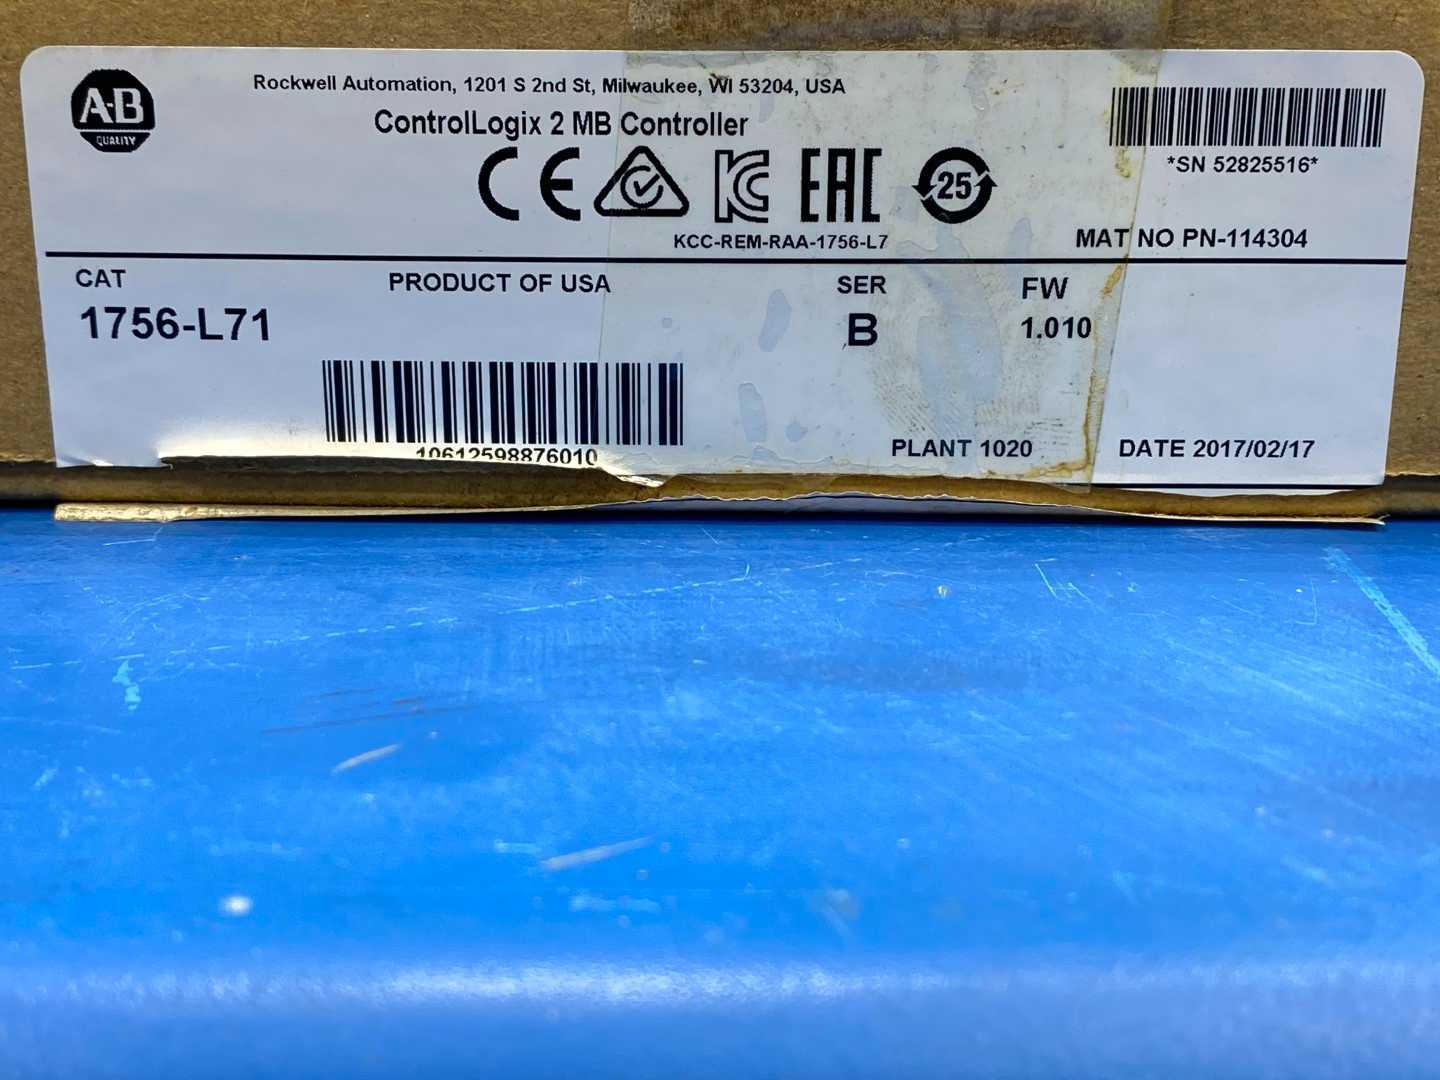 A-B
QUALITY
Rockwell Automation, 1201 S 2nd St, Milwaukee, WI 53204, USA
ControlLogix 2 MB Controller
*SN 52825516*
CE KC EAC 25
KCC-REM-RAA-1756-L7
MAT NO PN-114304
CAT PRODUCT OF USA SER FW
1756-L71 B 1.010
10612598876010
PLANT 1020 DATE 2017/02/17